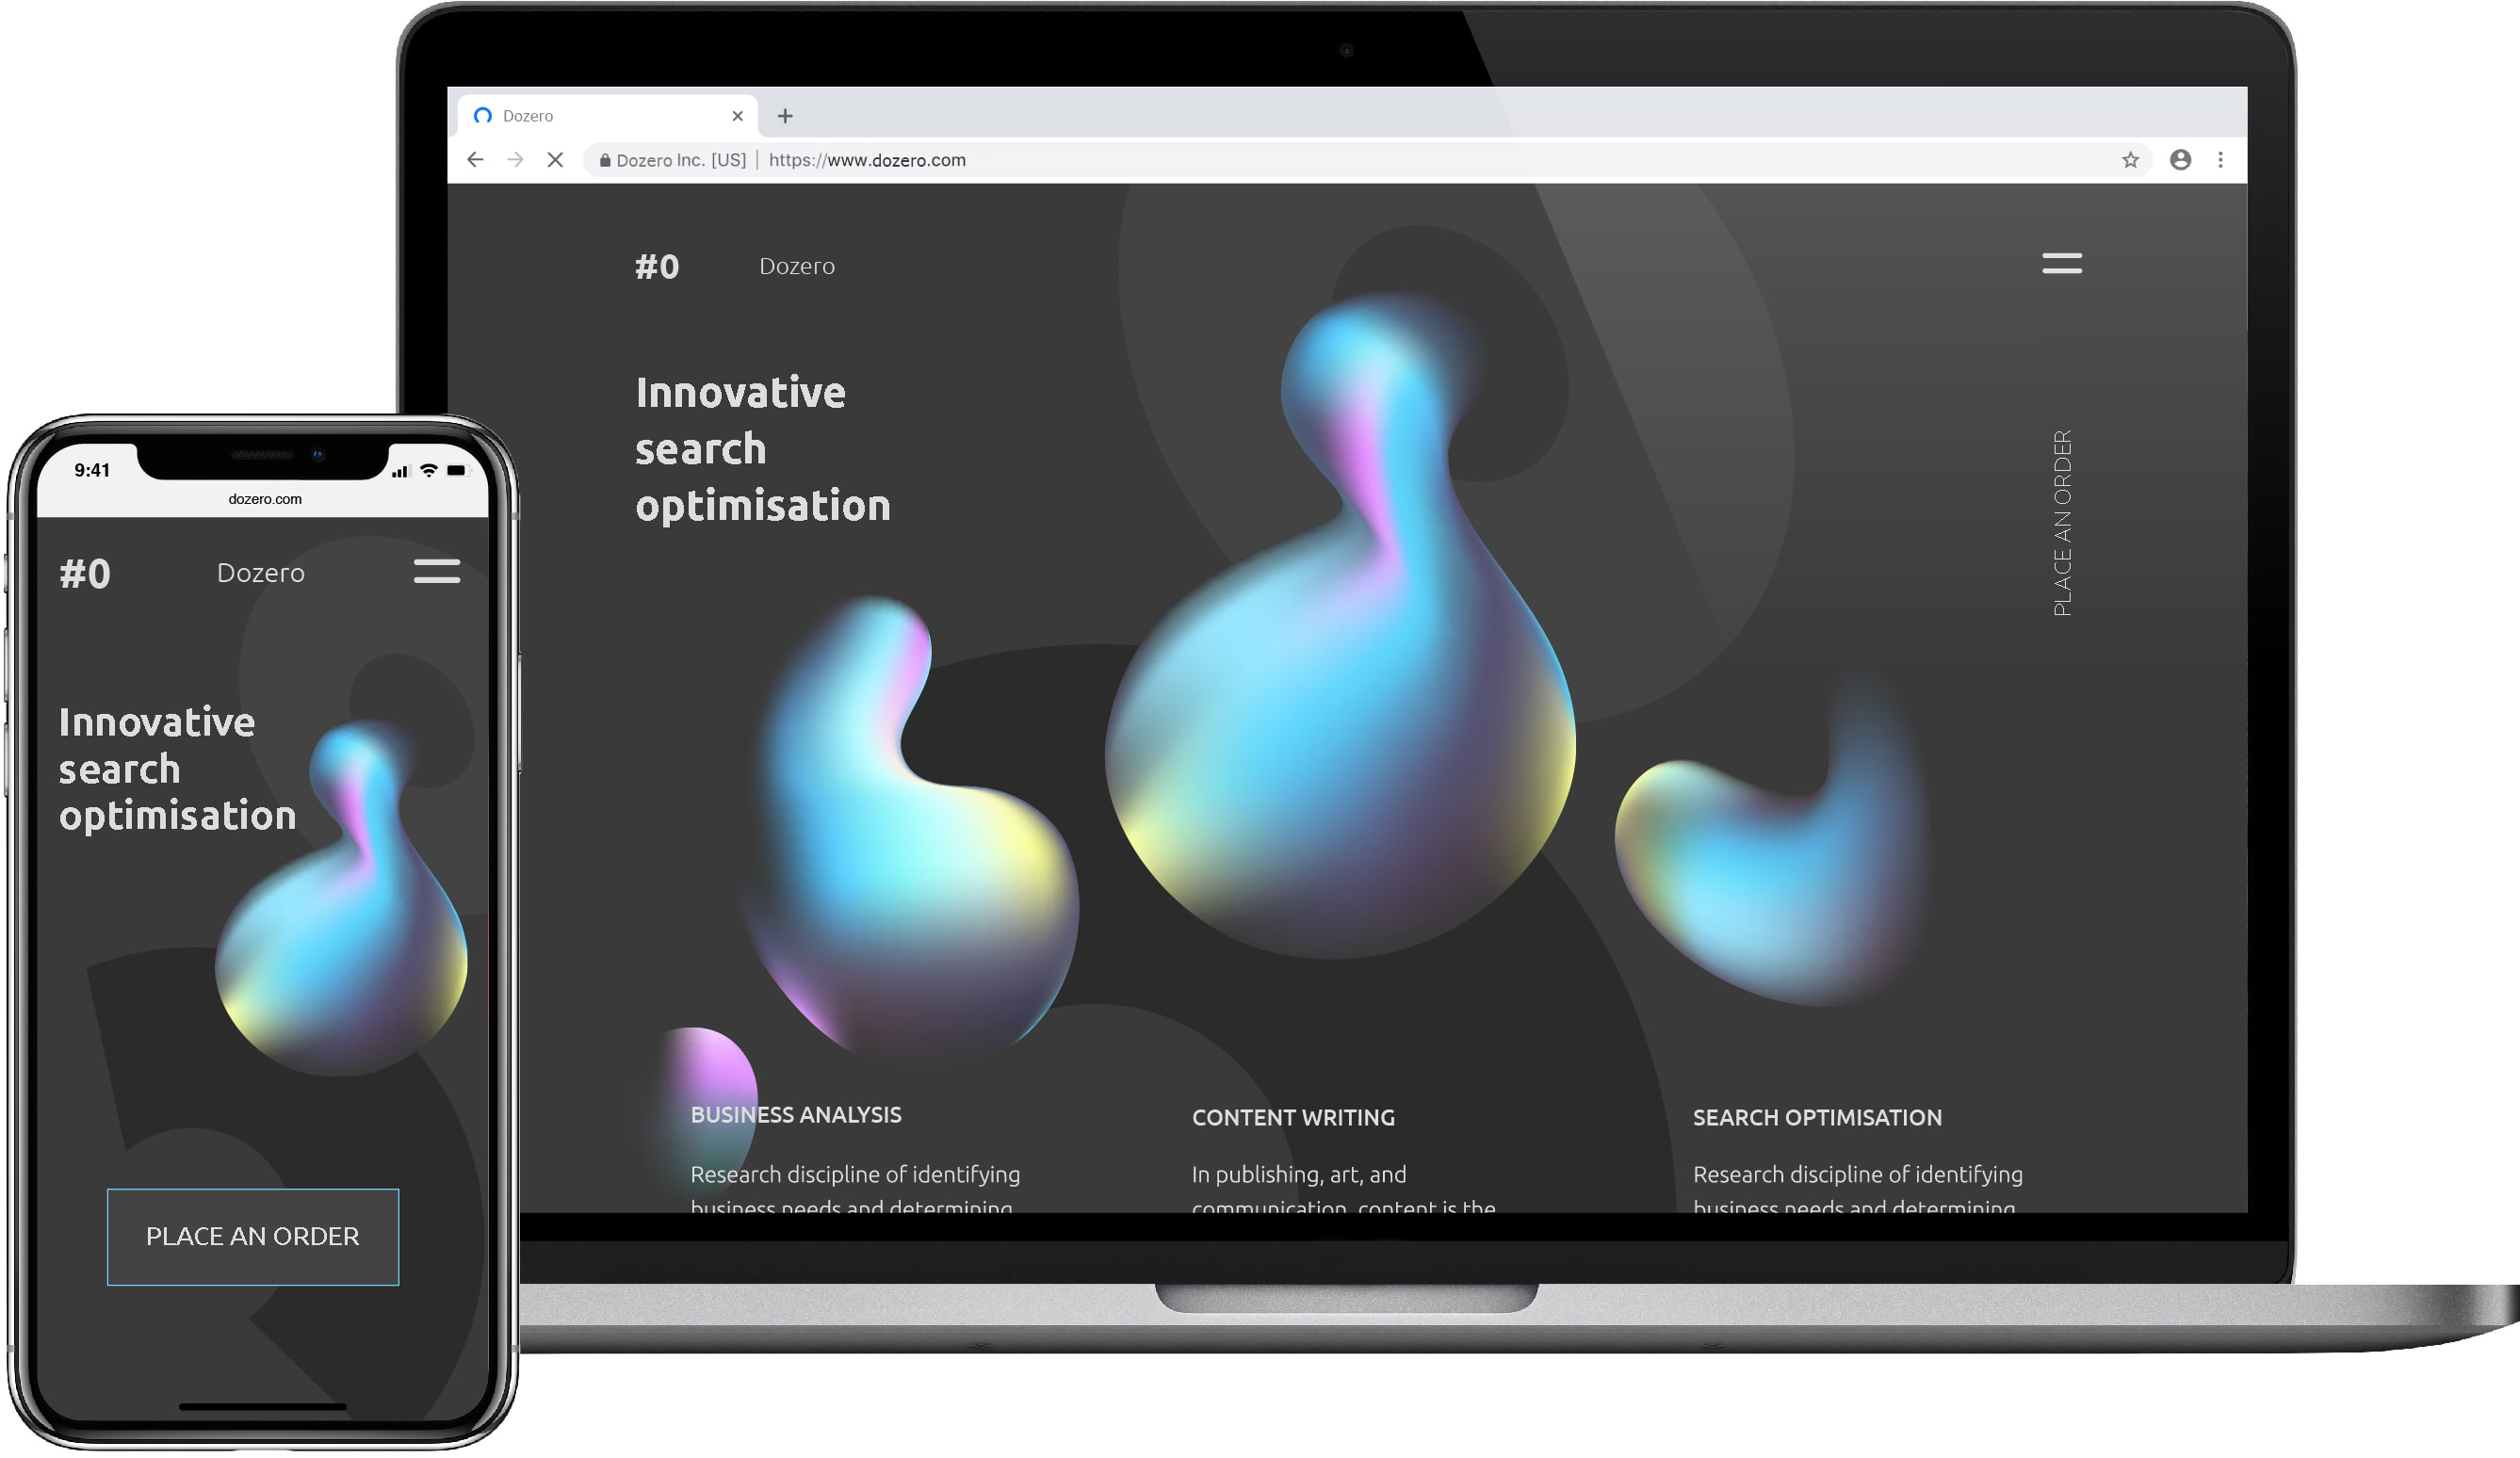 Dozero
Dozero Inc. [US] | https://www.dozero.com
#0 Dozero
Innovative
search
optimisation
PLACE AN ORDER
BUSINESS ANALYSIS
Research discipline of identifying
business needs and determining
CONTENT WRITING
In publishing, art, and
communication, content is the
SEARCH OPTIMISATION
Research discipline of identifying
business needs and determining
9:41
dozero.com
#0 Dozero
Innovative
search
optimisation
PLACE AN ORDER